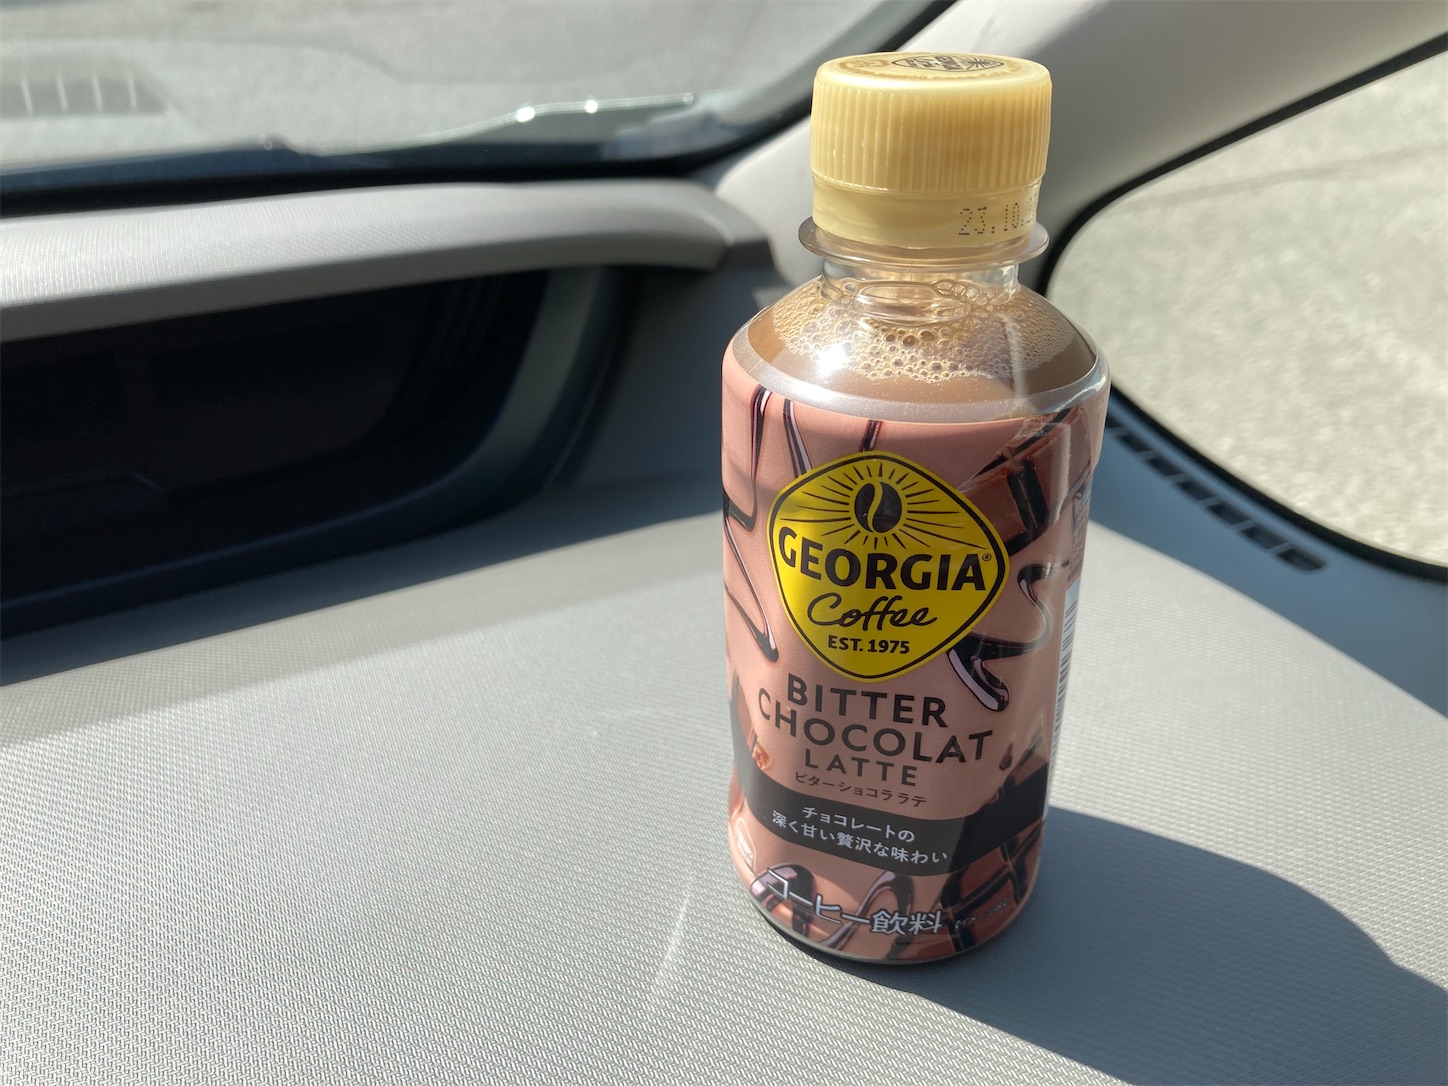 23.10.
GEORGIA®
Coffee
EST. 1975
BITTER
CHOCOLAT
LATTE
ビターショコララテ
チョコレートの
深く甘い贅沢な味わい
コーヒー飲料